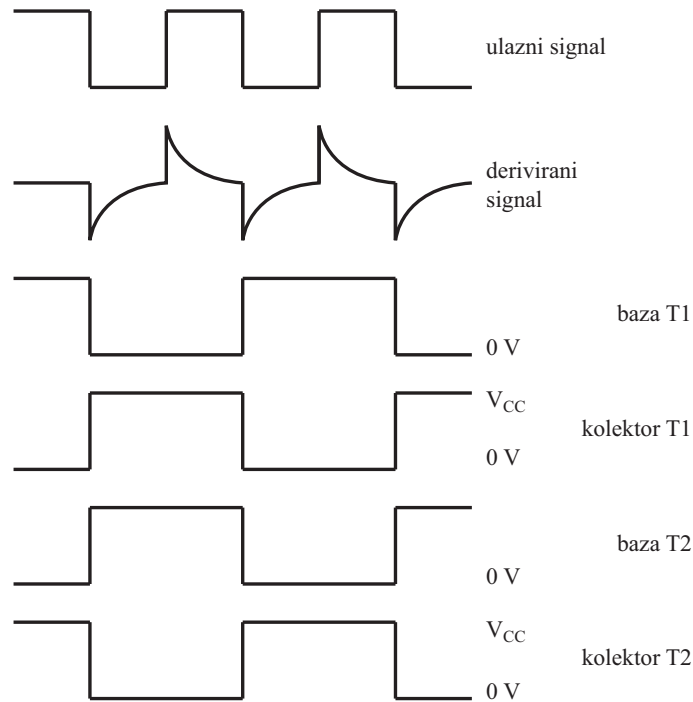 ulazni signal
derivirani
signal
baza T1
0 V
V_CC
kolektor T1
0 V
baza T2
0 V
V_CC
kolektor T2
0 V